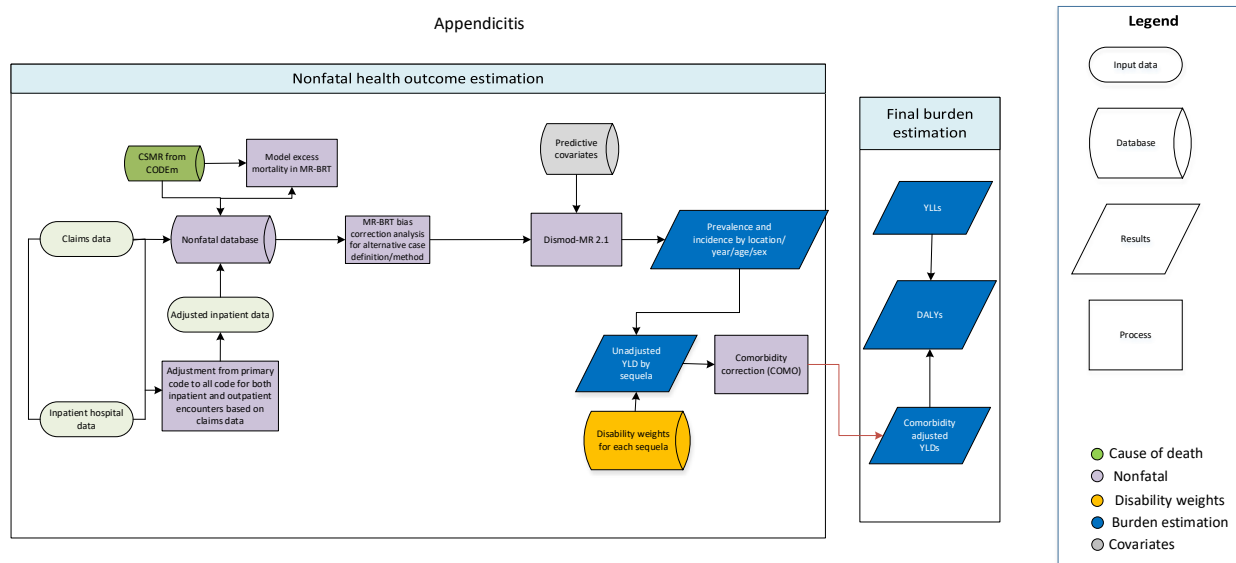 Appendicitis
Nonfatal health outcome estimation
CSMR from
CODEm
Model excess
mortality in MR-BRT
Predictive
covariates
Claims data
Nonfatal database
MR-BRT bias
correction analysis
for alternative case
definition/method
Dismod-MR 2.1
Prevalence and
incidence by location/
year/age/sex
Adjusted inpatient data
Adjustment from primary
code to all code for both
inpatient and outpatient
encounters based on
claims data
Inpatient hospital
data
Unadjusted
YLD by
sequela
Comorbidity
correction (COMO)
Disability weights
for each sequela
Final burden
estimation
YLLs
DALYs
Comorbidity
adjusted YLDs
Legend
Input data
Database
Results
Process
Cause of death
Nonfatal
Disability weights
Burden estimation
Covariates